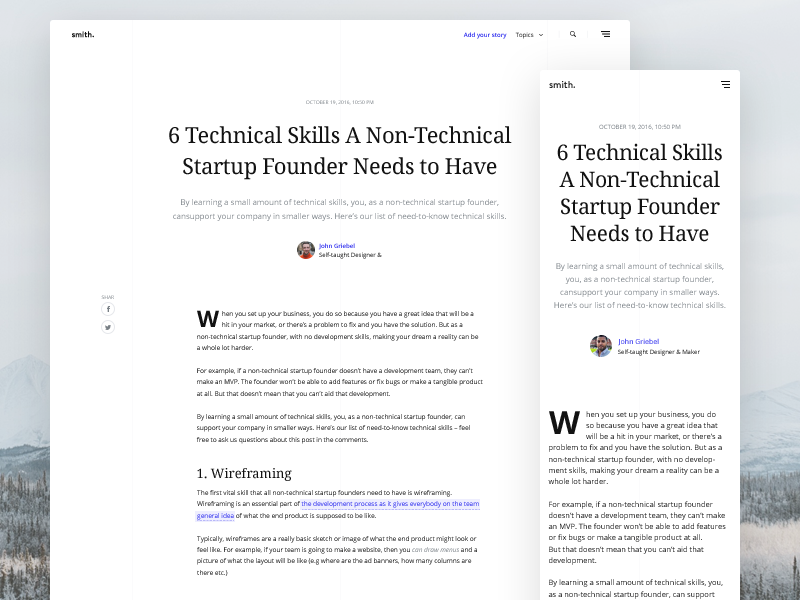 smith.
Add your story
Topics
OCTOBER 19, 2016, 10:50 PM
6 Technical Skills A Non-Technical
Startup Founder Needs to Have
By learning a small amount of technical skills, you, as a non-technical startup founder,
cansupport your company in smaller ways. Here's our list of need-to-know technical skills.
John Griebel
Self-taught Designer &
SHAR
When you set up your business, you do so because you have a great idea that will be a
hit in your market, or there's a problem to fix and you have the solution. But as a
non-technical startup founder, with no development skills, making your dream a reality can be
a whole lot harder.
For example, if a non-technical startup founder doesn't have a development team, they can't
make an MVP. The founder won't be able to add features or fix bugs or make a tangible product
at all. But that doesn't mean that you can't aid that development.
By learning a small amount of technical skills, you, as a non-technical startup founder, can
support your company in smaller ways. Here's our list of need-to-know technical skills – feel
free to ask us questions about this post in the comments.
1. Wireframing
The first vital skill that all non-technical startup founders need to have is wireframing.
Wireframing is an essential part of the development process as it gives everybody on the team
general idea of what the end product is supposed to be like.
Typically, wireframes are a really basic sketch or image of what the end product might look or
feel like. For example, if your team is going to make a website, then you can draw menus and a
picture of what the layout will be like (e.g where are the ad banners, how many columns are
there etc.)
smith.
OCTOBER 19, 2016, 10:50 PM
6 Technical Skills
A Non-Technical
Startup Founder
Needs to Have
By learning a small amount of technical skills,
you, as a non-technical startup founder,
cansupport your company in smaller ways.
Here's our list of need-to-know technical skills.
John Griebel
Self-taught Designer & Maker
When you set up your business, you do
so because you have a great idea that
will be a hit in your market, or there's a
problem to fix and you have the solution. But as a
non-technical startup founder, with no develop-
ment skills, making your dream a reality can be a
whole lot harder.
For example, if a non-technical startup founder
doesn't have a development team, they can't make
an MVP. The founder won't be able to add features
or fix bugs or make a tangible product at all.
But that doesn't mean that you can't aid that
development.
By learning a small amount of technical skills, you,
as a non-technical startup founder, can support